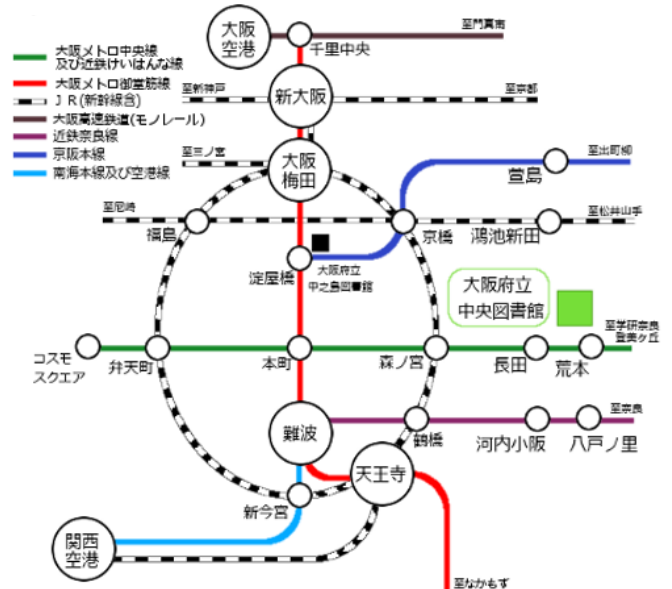 大阪
空港
至門真南
千里中央
大阪メトロ中央線
及び近鉄けいはんな線
大阪メトロ御堂筋線
ＪＲ(新幹線含)
大阪高速鉄道(モノレール)
近鉄奈良線
京阪本線
南海本線及び空港線
至新神戸
新大阪
至京都
至三ノ宮
大阪
梅田
至出町柳
萱島
至尼崎
福島
京橋
鴻池新田
至松井山手
淀屋橋
大阪府立
中之島図書館
大阪府立
中央図書館
コスモ
スクエア
弁天町
本町
森ノ宮
長田
荒本
至学研奈良
登美ヶ丘
難波
鶴橋
河内小阪
八戸ノ里
至奈良
天王寺
新今宮
関西
空港
至なかもず